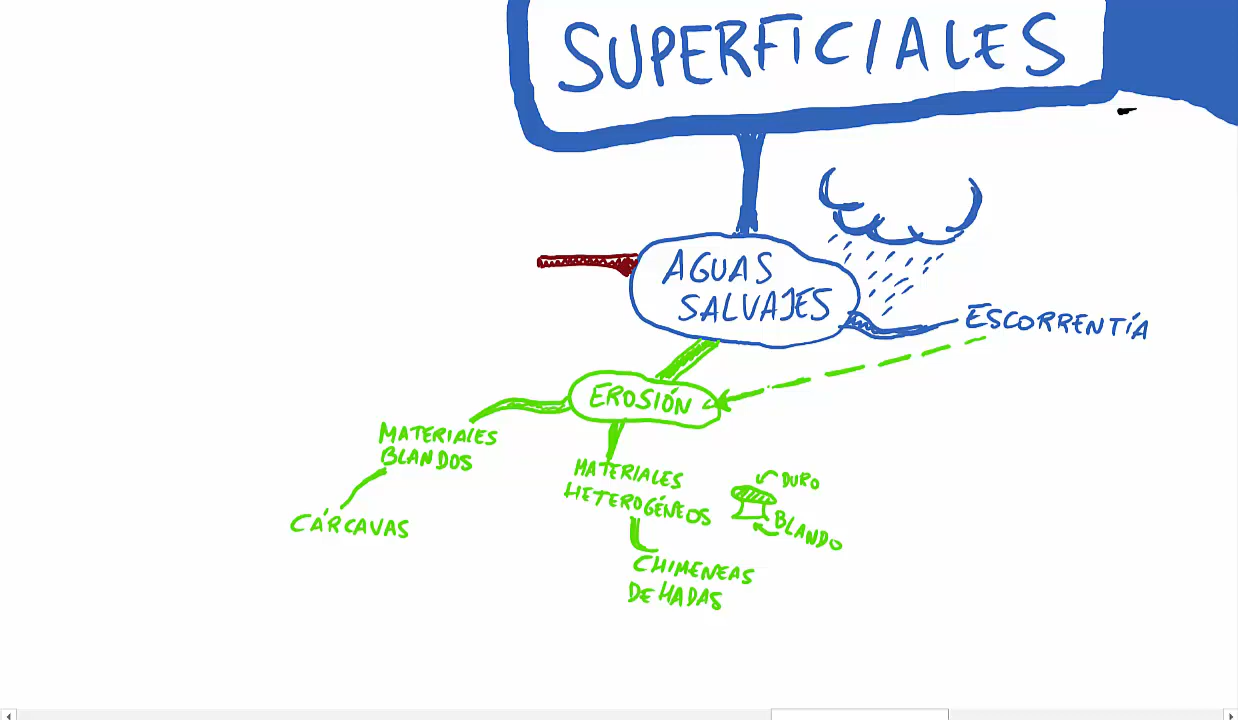 SUPERFICIALES
AGUAS
SALVAJES
ESCORRENTÍA
EROSIÓN
MATERIALES
BLANDOS
CÁRCAVAS
MATERIALES
HETEROGÉNEOS
DURO
BLANDO
CHIMENEAS
DE HADAS